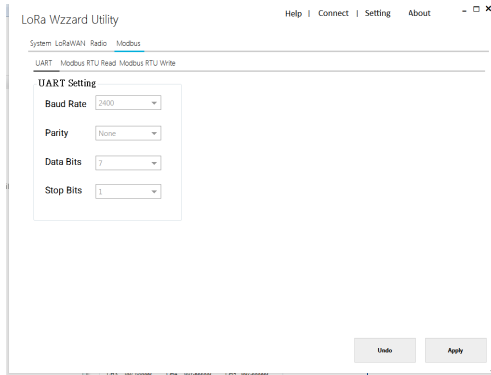 LoRa Wzzard Utility
Help | Connect | Setting About
System LoRaWAN Radio Modbus
UART Modbus RTU Read Modbus RTU Write
UART Setting
Baud Rate 2400
Parity None
Data Bits 7
Stop Bits 1
Undo Apply